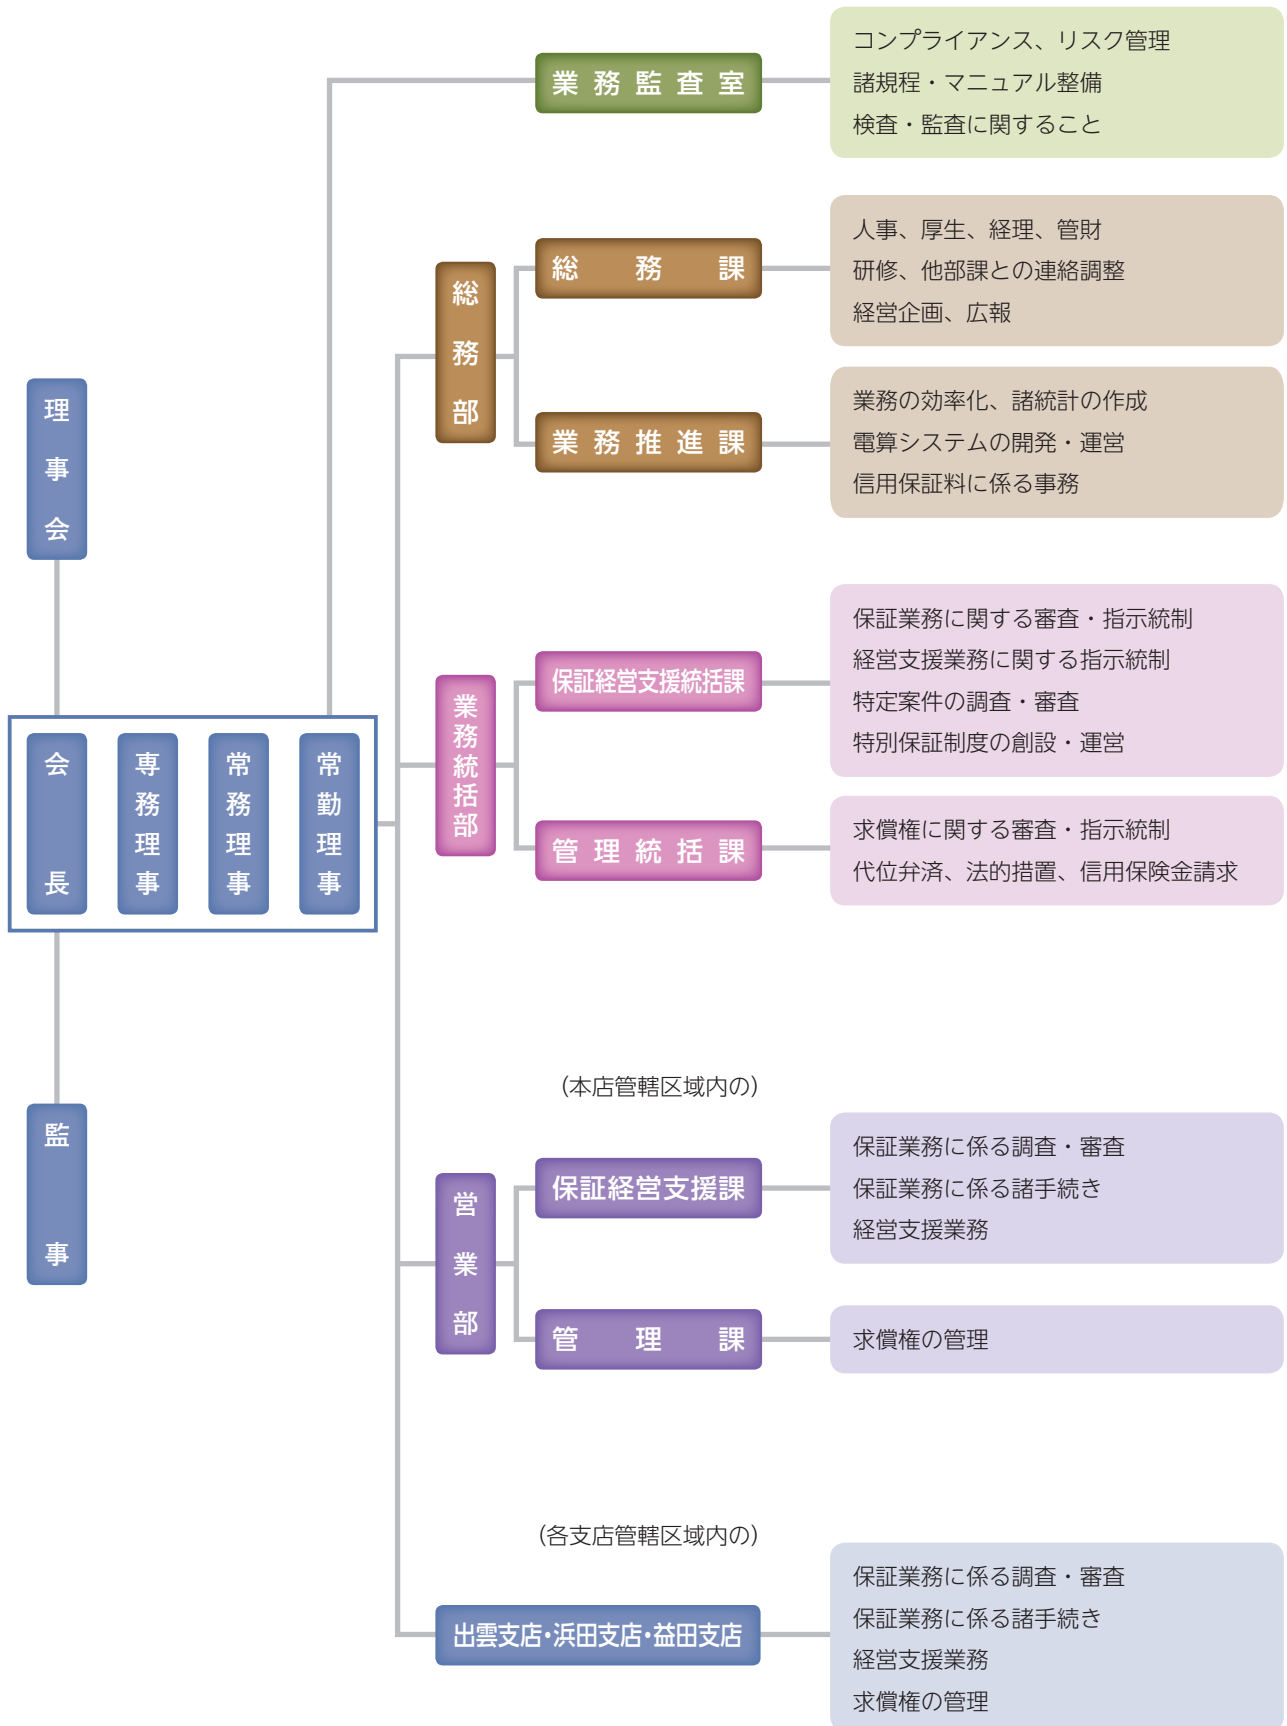 理事会
会長
専務理事
常務理事
常勤理事
監事
業務監査室
コンプライアンス、リスク管理
諸規程・マニュアル整備
検査・監査に関すること
総務部
総務課
人事、厚生、経理、管財
研修、他部課との連絡調整
経営企画、広報
業務推進課
業務の効率化、諸統計の作成
電算システムの開発・運営
信用保証料に係る事務
業務統括部
保証経営支援統括課
保証業務に関する審査・指示統制
経営支援業務に関する指示統制
特定案件の調査・審査
特別保証制度の創設・運営
管理統括課
求償権に関する審査・指示統制
代位弁済、法的措置、信用保険金請求
(本店管轄区域内の)
営業部
保証経営支援課
保証業務に係る調査・審査
保証業務に係る諸手続き
経営支援業務
管理課
求償権の管理
(各支店管轄区域内の)
出雲支店・浜田支店・益田支店
保証業務に係る調査・審査
保証業務に係る諸手続き
経営支援業務
求償権の管理